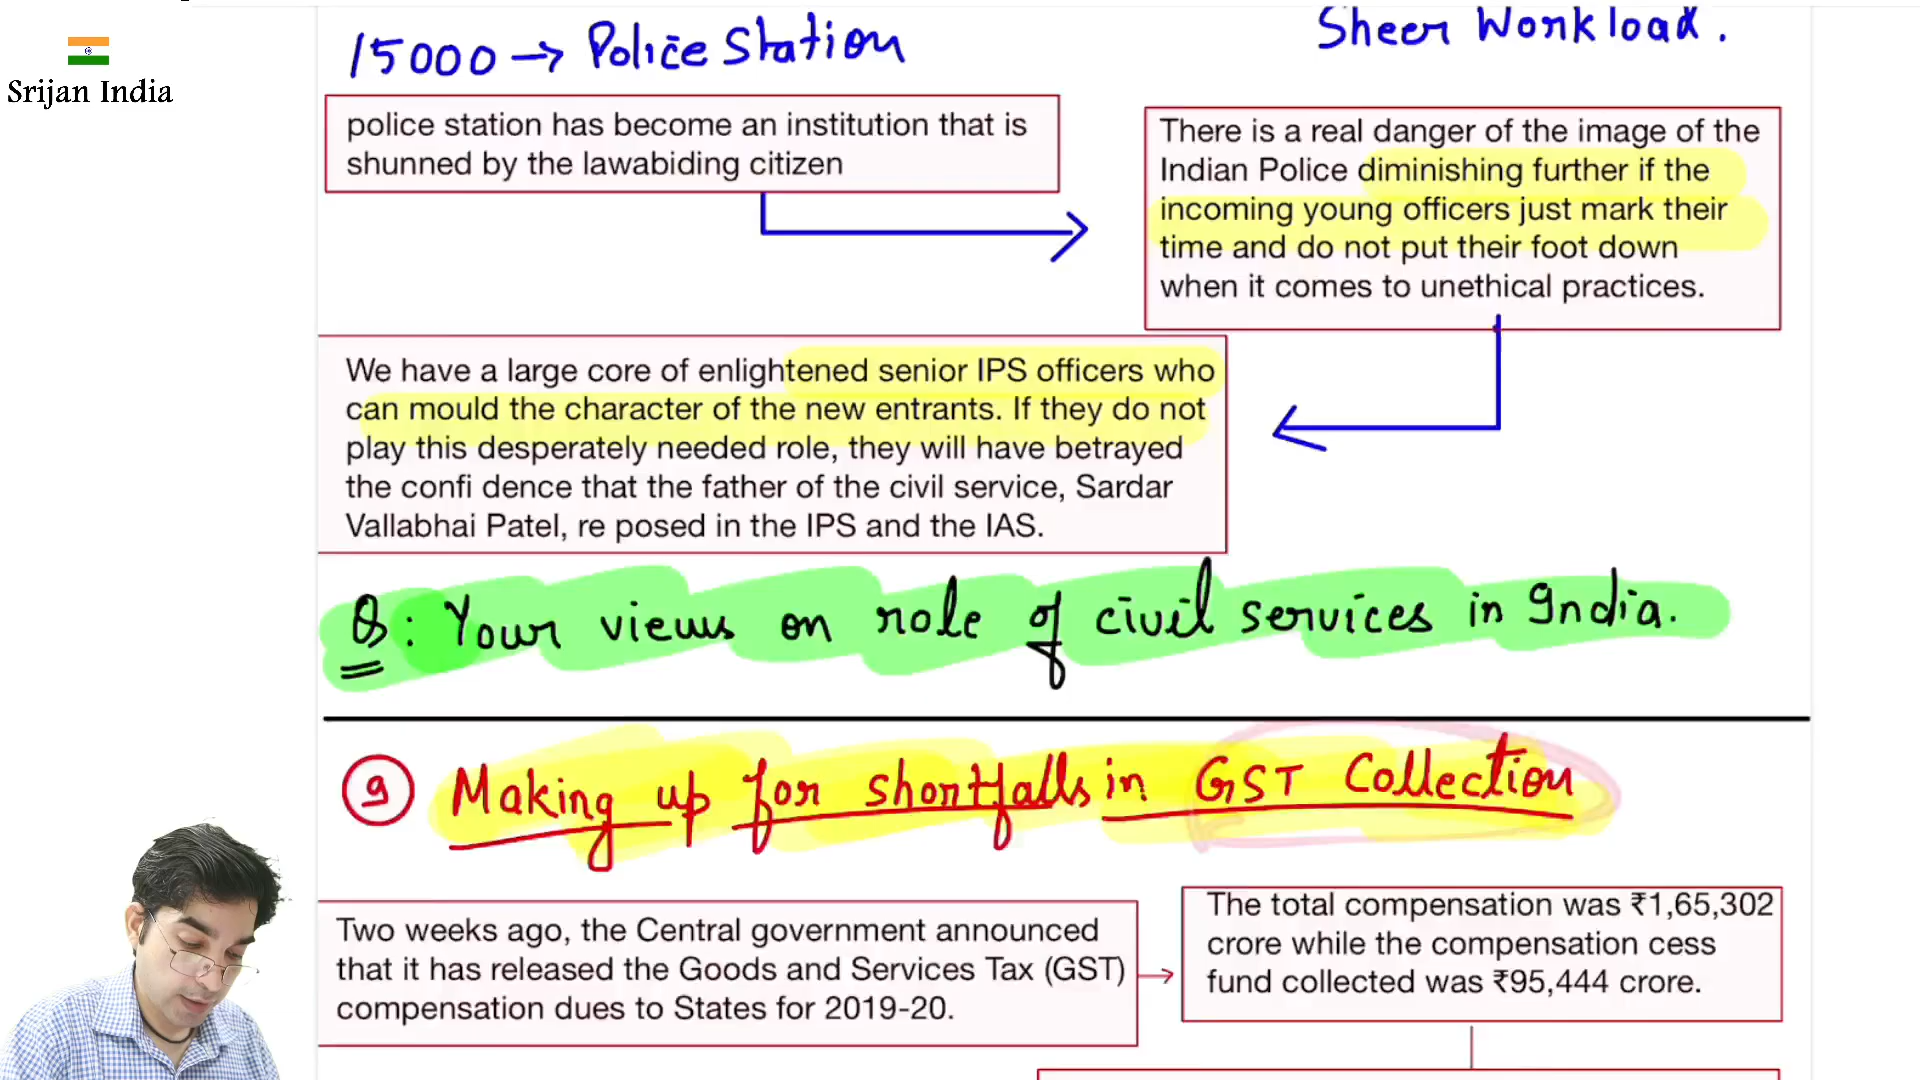 15000 → Police Station
Sheer Workload.
Srijan India
police station has become an institution that is
shunned by the lawabiding citizen
There is a real danger of the image of the
Indian Police diminishing further if the
incoming young officers just mark their
time and do not put their foot down
when it comes to unethical practices.
We have a large core of enlightened senior IPS officers who
can mould the character of the new entrants. If they do not
play this desperately needed role, they will have betrayed
the confi dence that the father of the civil service, Sardar
Vallabhai Patel, re posed in the IPS and the IAS.
Q: Your views on role of civil services in India.
9 Making up for shortfalls in GST Collection
Two weeks ago, the Central government announced
that it has released the Goods and Services Tax (GST)
compensation dues to States for 2019-20.
The total compensation was ₹1,65,302
crore while the compensation cess
fund collected was ₹95,444 crore.